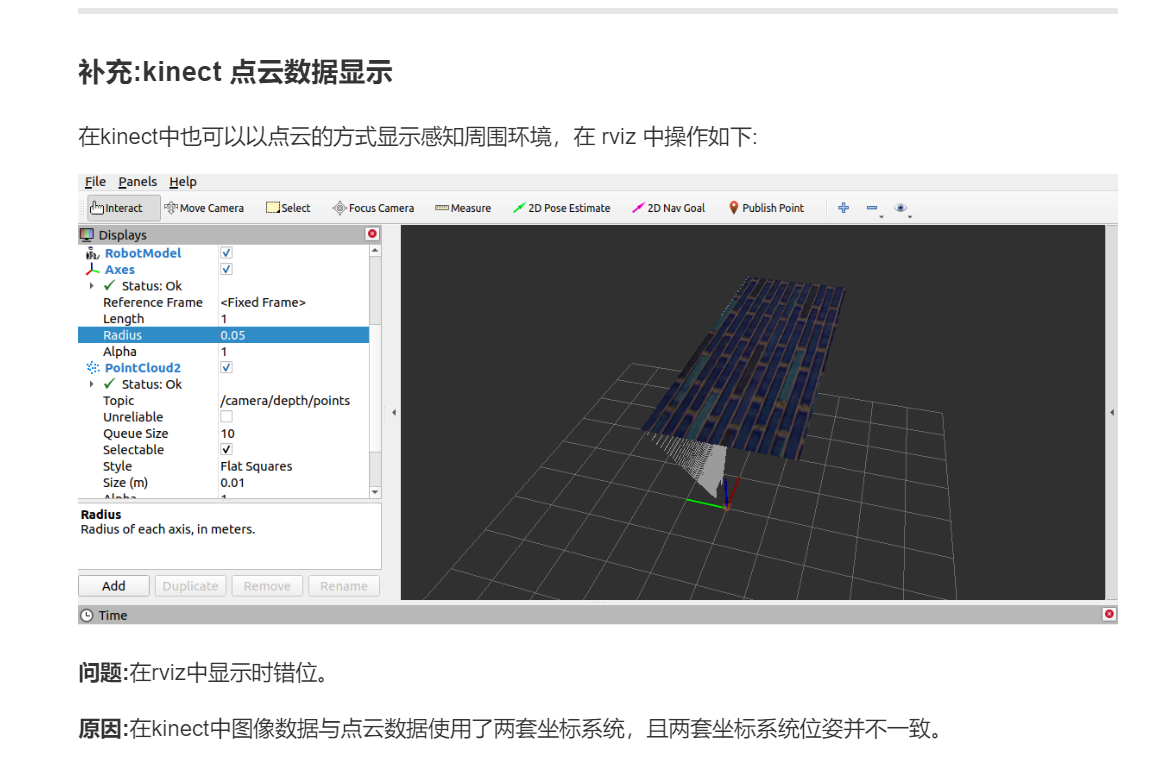 补充:kinect 点云数据显示
在kinect中也可以以点云的方式显示感知周围环境，在 rviz 中操作如下:
File Panels Help
Interact Move Camera Select Focus Camera Measure 2D Pose Estimate 2D Nav Goal Publish Point
Displays
RobotModel
Axes
Status: Ok
Reference Frame <Fixed Frame>
Length 1
Radius 0.05
Alpha 1
PointCloud2
Status: Ok
Topic /camera/depth/points
Unreliable
Queue Size 10
Selectable
Style Flat Squares
Size (m) 0.01
Alpha 1
Radius
Radius of each axis, in meters.
Add Duplicate Remove Rename
Time
问题:在rviz中显示时错位。
原因:在kinect中图像数据与点云数据使用了两套坐标系统，且两套坐标系统位姿并不一致。